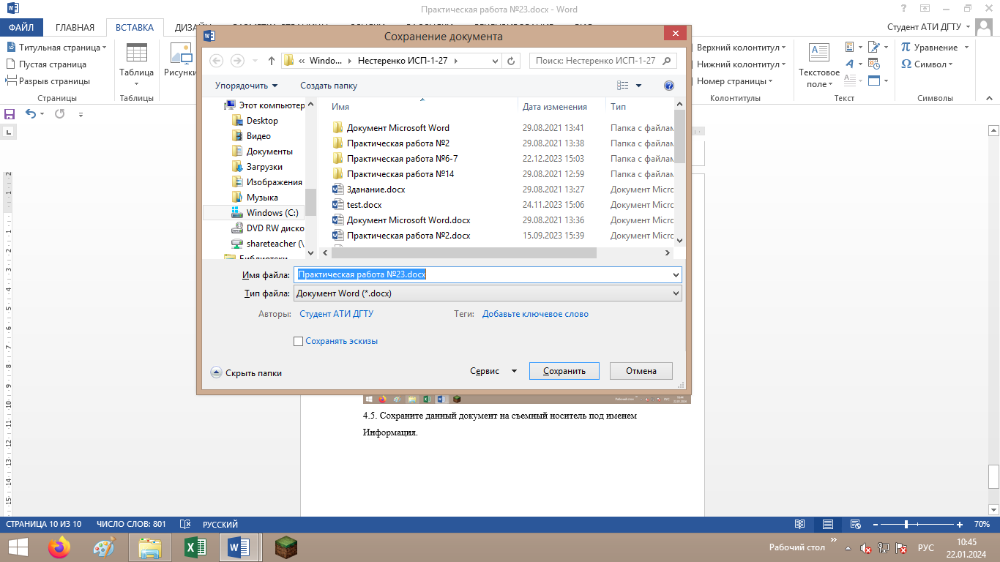 Практическая работа №23.docx - Word
ФАЙЛ ГЛАВНАЯ ВСТАВКА
Студент АТИ ДГТУ
Титульная страница
Пустая страница
Разрыв страницы
Страницы
Таблица
Таблицы
Рисунки
Верхний колонтитул
Нижний колонтитул
Номер страницы
Колонтитулы
Текстовое
поле
Текст
Уравнение
Символ
Символы
Сохранение документа
« Windo... Нестеренко ИСП-1-27
Поиск: Нестеренко ИСП-1-27
Упорядочить Создать папку
Этот компьютер
Desktop
Видео
Документы
Загрузки
Изображения
Музыка
Windows (C:)
DVD RW диско
shareteacher (\
Библиотеки
Имя Дата изменения Тип
Документ Microsoft Word 29.08.2021 13:41 Папка с файлам
Практическая работа №2 29.08.2021 13:38 Папка с файлам
Практическая работа №6-7 22.12.2023 15:03 Папка с файлам
Практическая работа №14 29.08.2021 12:59 Папка с файлам
Зданание.docx 29.08.2021 13:27 Документ Micro
test.docx 24.11.2023 15:06 Документ Micro
Документ Microsoft Word.docx 29.08.2021 13:36 Документ Micro
Практическая работа №2.docx 15.09.2023 15:39 Документ Micro
Имя файла: Практическая работа №23.docx
Тип файла: Документ Word (*.docx)
Авторы: Студент АТИ ДГТУ Теги: Добавьте ключевое слово
Сохранять эскизы
Скрыть папки Сервис Сохранить Отмена
4.5. Сохраните данный документ на съемный носитель под именем
Информация.
СТРАНИЦА 10 ИЗ 10 ЧИСЛО СЛОВ: 801 РУССКИЙ 70%
Рабочий стол » РУС 10:45
22.01.2024